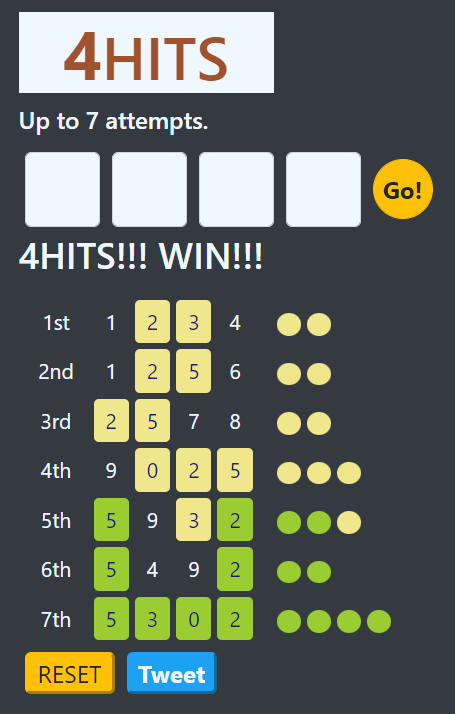 4HITS
Up to 7 attempts.
Go!
4HITS!!! WIN!!!
1st 1 2 3 4
2nd 1 2 5 6
3rd 2 5 7 8
4th 9 0 2 5
5th 5 9 3 2
6th 5 4 9 2
7th 5 3 0 2
RESET Tweet